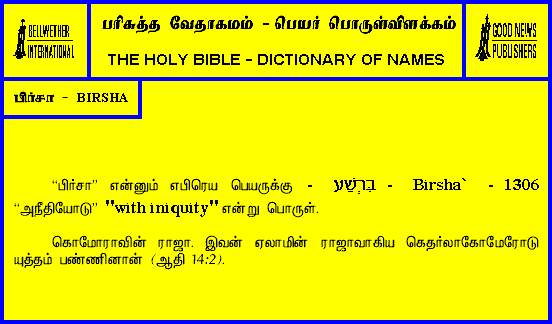 BELLWETHER
INTERNATIONAL
பரிசுத்த வேதாகமம் - பெயர் பொருள்விளக்கம்
THE HOLY BIBLE - DICTIONARY OF NAMES
GOOD NEWS
PUBLISHERS
பிர்சா - BIRSHA
“பிர்சா” என்னும் எபிரெய பெயருக்கு - בִּרְשַׁע - Birsha` - 1306
“அநீதியோடு” "with iniquity" என்று பொருள்.
கொமோராவின் ராஜா. இவன் ஏலாமின் ராஜாவாகிய கெதர்லாகோமேரோடு
யுத்தம் பண்ணினான் (ஆதி 14:2).